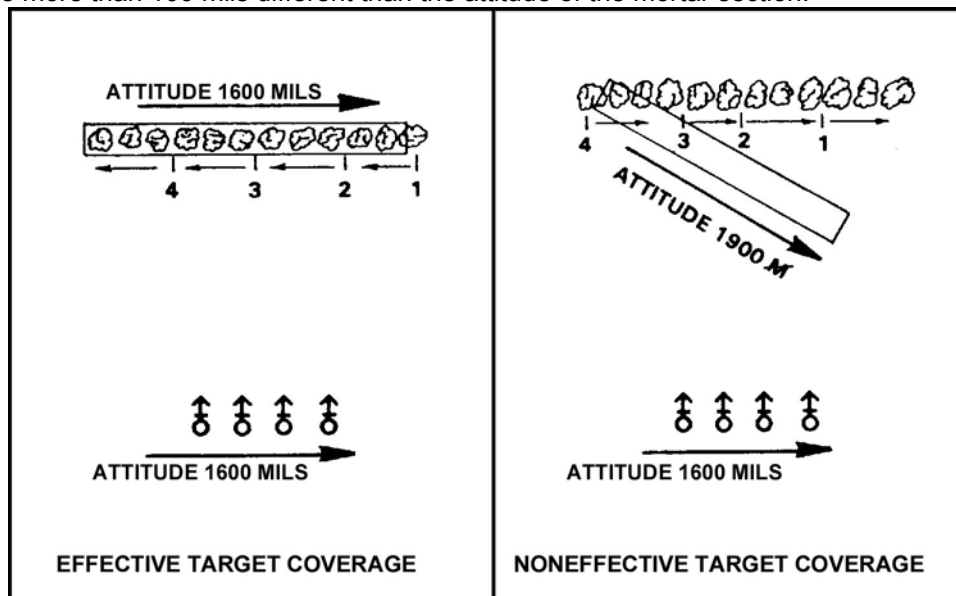 ATTITUDE 1600 MILS
4 3 2 1
ATTITUDE 1600 MILS
EFFECTIVE TARGET COVERAGE
4 3 2 1
ATTITUDE 1900 M
ATTITUDE 1600 MILS
NONEFFECTIVE TARGET COVERAGE